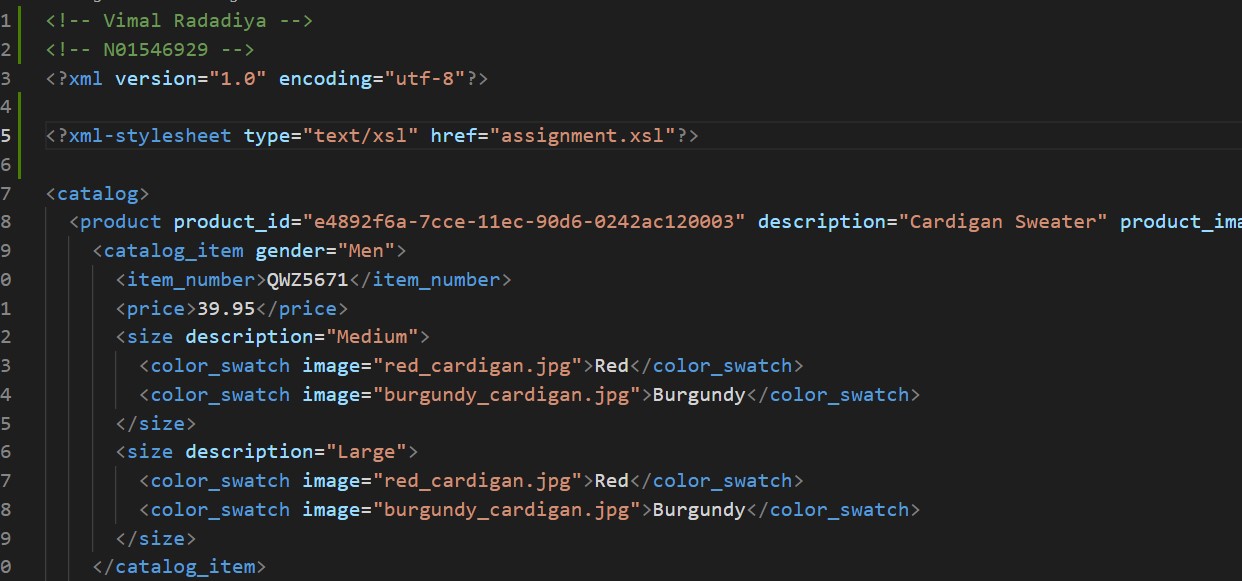 1 <!-- Vimal Radadiya -->
2 <!-- N01546929 -->
3 <?xml version="1.0" encoding="utf-8"?>
4
5 <?xml-stylesheet type="text/xsl" href="assignment.xsl"?>
6
7 <catalog>
8 <product product_id="e4892f6a-7cce-11ec-90d6-0242ac120003" description="Cardigan Sweater" product_ima
9 <catalog_item gender="Men">
0 <item_number>QWZ5671</item_number>
1 <price>39.95</price>
2 <size description="Medium">
3 <color_swatch image="red_cardigan.jpg">Red</color_swatch>
4 <color_swatch image="burgundy_cardigan.jpg">Burgundy</color_swatch>
5 </size>
6 <size description="Large">
7 <color_swatch image="red_cardigan.jpg">Red</color_swatch>
8 <color_swatch image="burgundy_cardigan.jpg">Burgundy</color_swatch>
9 </size>
0 </catalog_item>